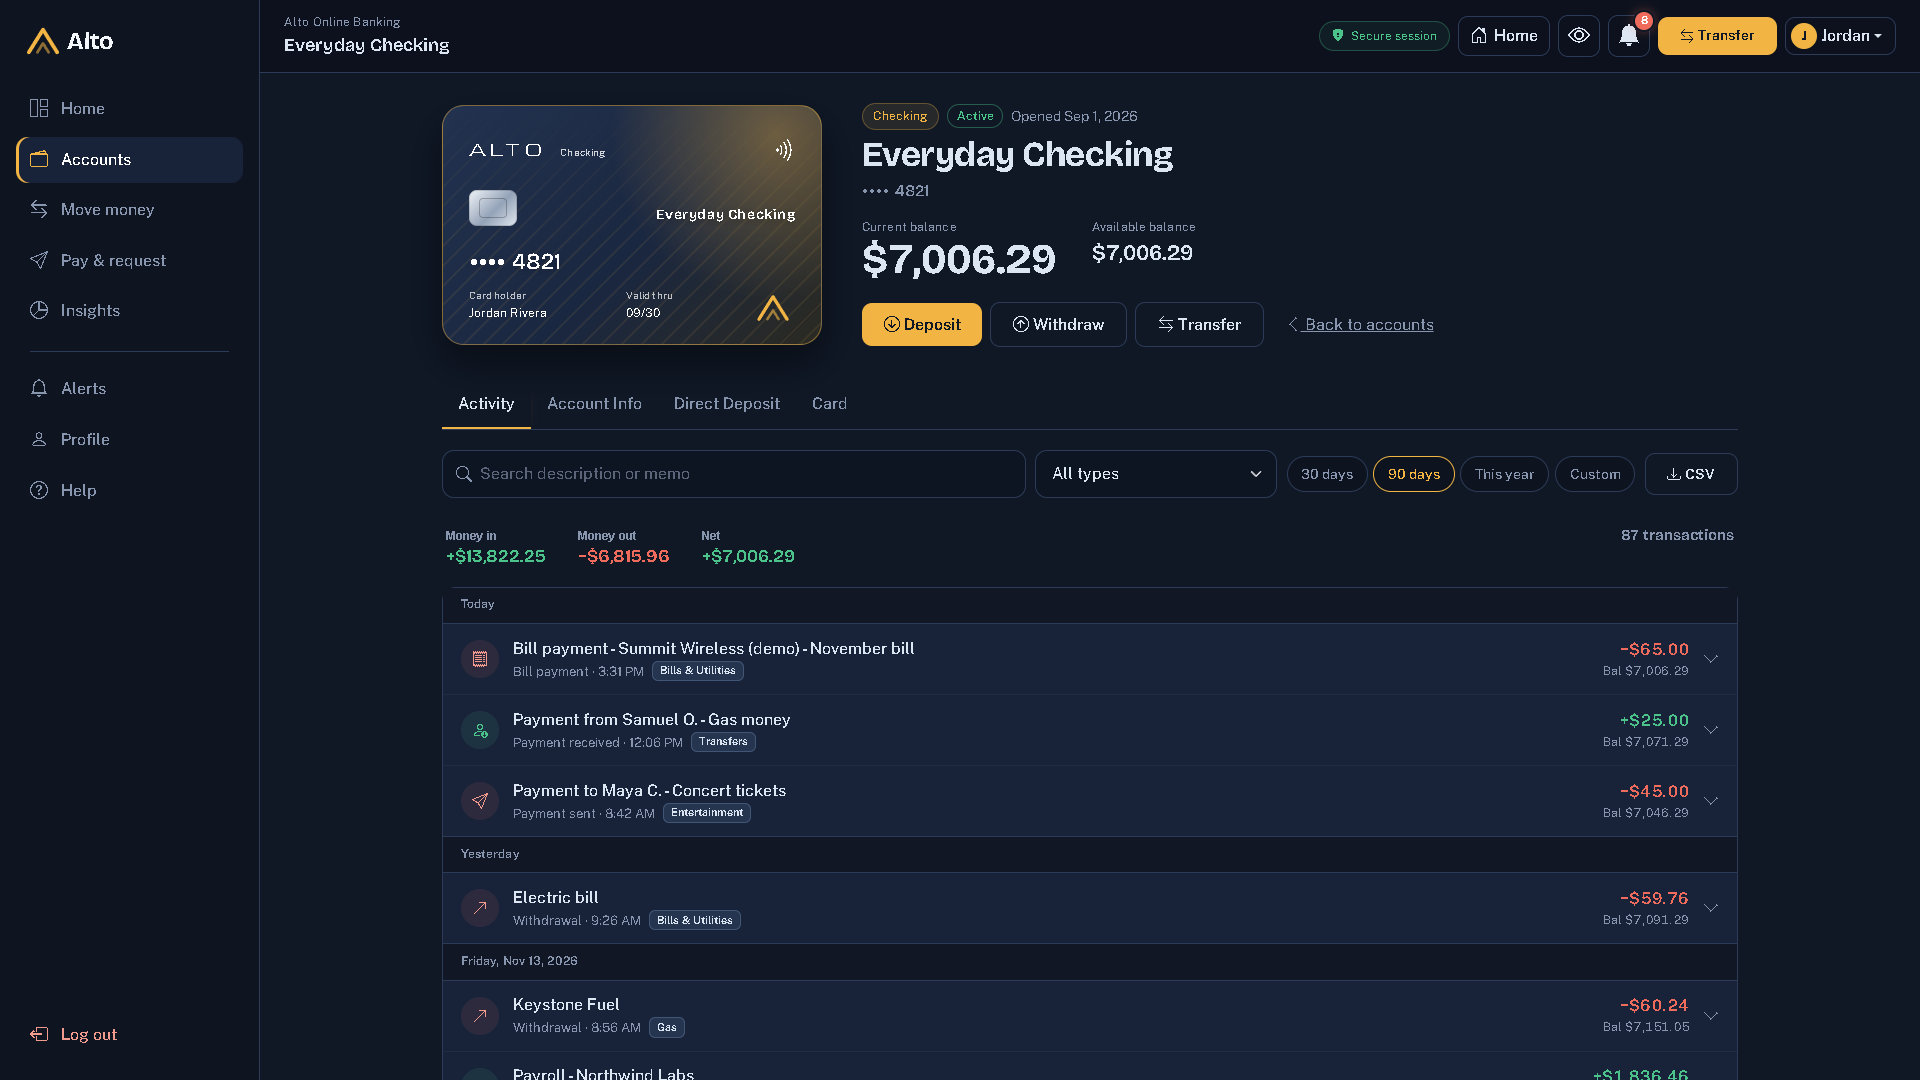 Alto
Home
Accounts
Move money
Pay & request
Insights
Alerts
Profile
Help
Log out
Alto Online Banking
Everyday Checking
Secure session
Home
8
Transfer
J Jordan
ALTO Checking
Everyday Checking
•••• 4821
Cardholder
Jordan Rivera
Valid thru
09/30
Checking
Active
Opened Sep 1, 2026
Everyday Checking
•••• 4821
Current balance
$7,006.29
Available balance
$7,006.29
Deposit
Withdraw
Transfer
Back to accounts
Activity
Account Info
Direct Deposit
Card
Search description or memo
All types
30 days
90 days
This year
Custom
CSV
Money in
+$13,822.25
Money out
−$6,815.96
Net
+$7,006.29
87 transactions
Today
Bill payment - Summit Wireless (demo) - November bill
Bill payment · 3:31 PM Bills & Utilities
−$65.00
Bal $7,006.29
Payment from Samuel O. - Gas money
Payment received · 12:06 PM Transfers
+$25.00
Bal $7,071.29
Payment to Maya C. - Concert tickets
Payment sent · 8:42 AM Entertainment
−$45.00
Bal $7,046.29
Yesterday
Electric bill
Withdrawal · 9:26 AM Bills & Utilities
−$59.76
Bal $7,091.29
Friday, Nov 13, 2026
Keystone Fuel
Withdrawal · 8:56 AM Gas
−$60.24
Bal $7,151.05
Payroll - Northwind Labs
+$1,836.46